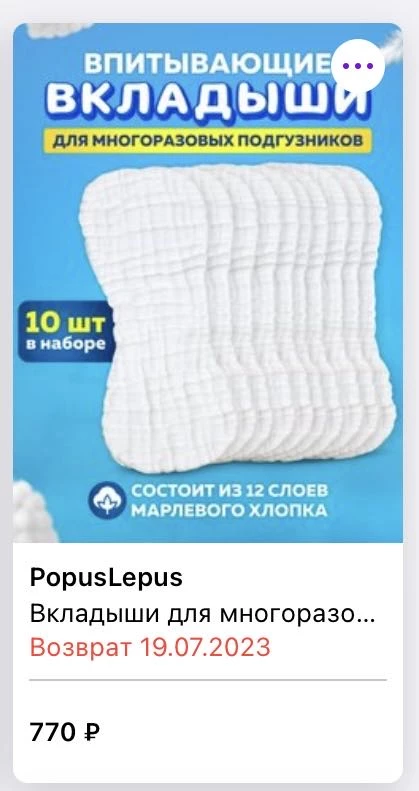 ВПИТЫВАЮЩИЕ
ВКЛАДЫШИ
ДЛЯ МНОГОРАЗОВЫХ ПОДГУЗНИКОВ
10 шт
в наборе
СОСТОИТ ИЗ 12 СЛОЕВ
МАРЛЕВОГО ХЛОПКА
PopusLepus
Вкладыши для многоразо...
Возврат 19.07.2023
770 ₽